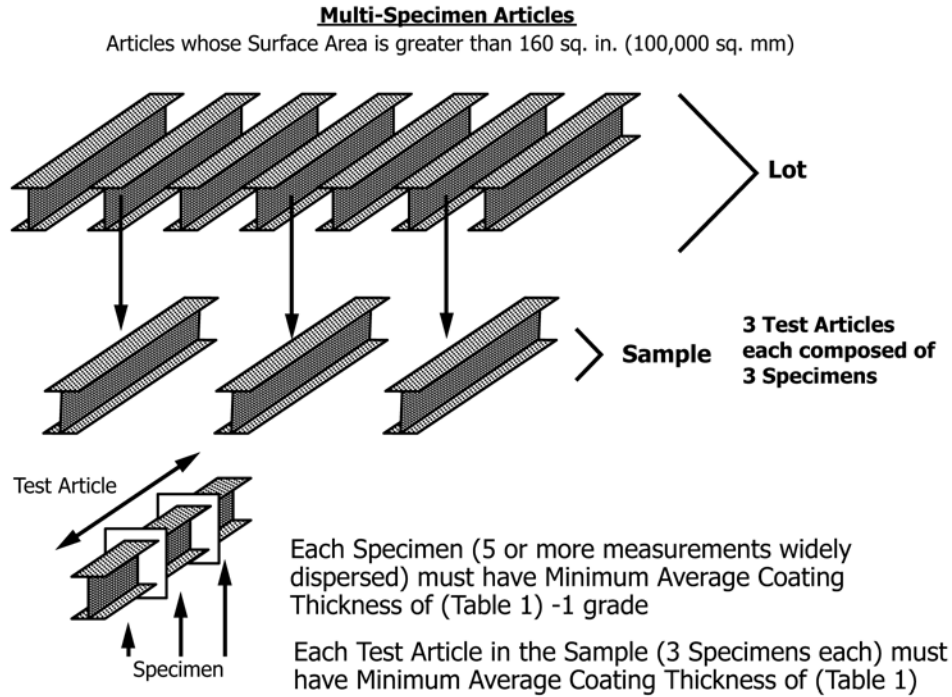 Multi-Specimen Articles
Articles whose Surface Area is greater than 160 sq. in. (100,000 sq. mm)
Lot
Sample
3 Test Articles
each composed of
3 Specimens
Test Article
Specimen
Each Specimen (5 or more measurements widely
dispersed) must have Minimum Average Coating
Thickness of (Table 1) -1 grade
Each Test Article in the Sample (3 Specimens each) must
have Minimum Average Coating Thickness of (Table 1)